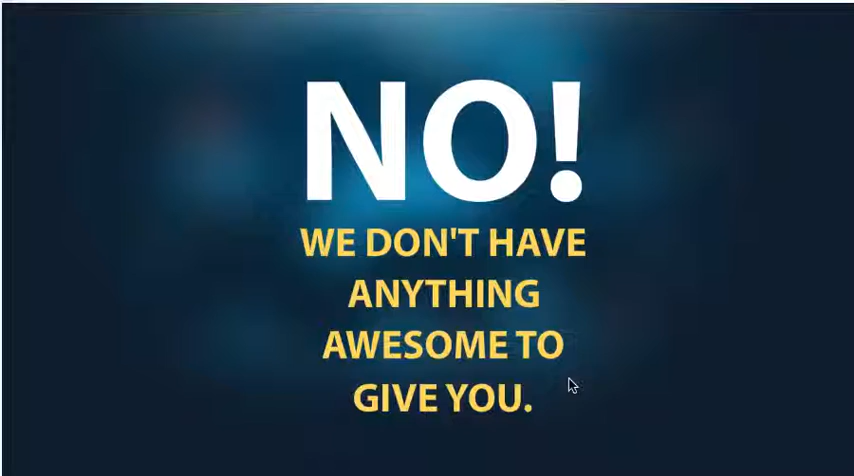 NO!
WE DON'T HAVE
ANYTHING
AWESOME TO
GIVE YOU.